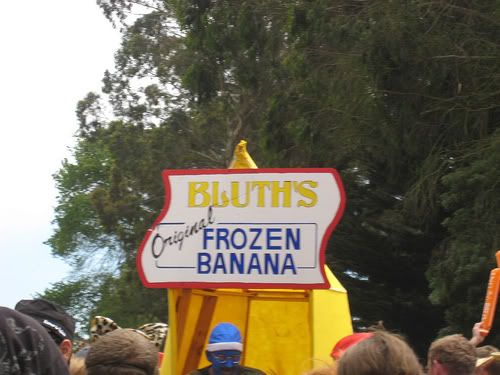 BLUTH'S
Original
FROZEN
BANANA